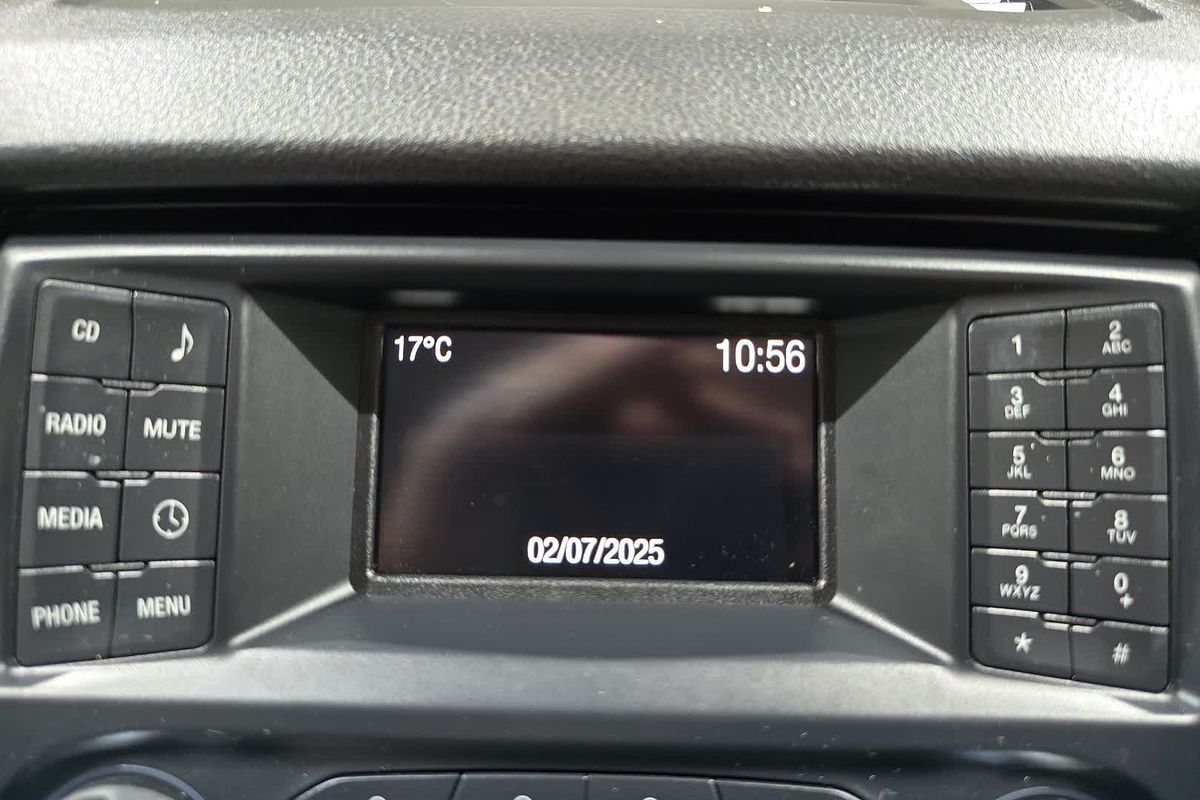 CD
RADIO
MUTE
MEDIA
PHONE
MENU
17°C
10:56
02/07/2025
1
2
ABC
3
DEF
4
GHI
5
JKL
6
MNO
7
PQRS
8
TUV
9
WXYZ
0
+
*
#